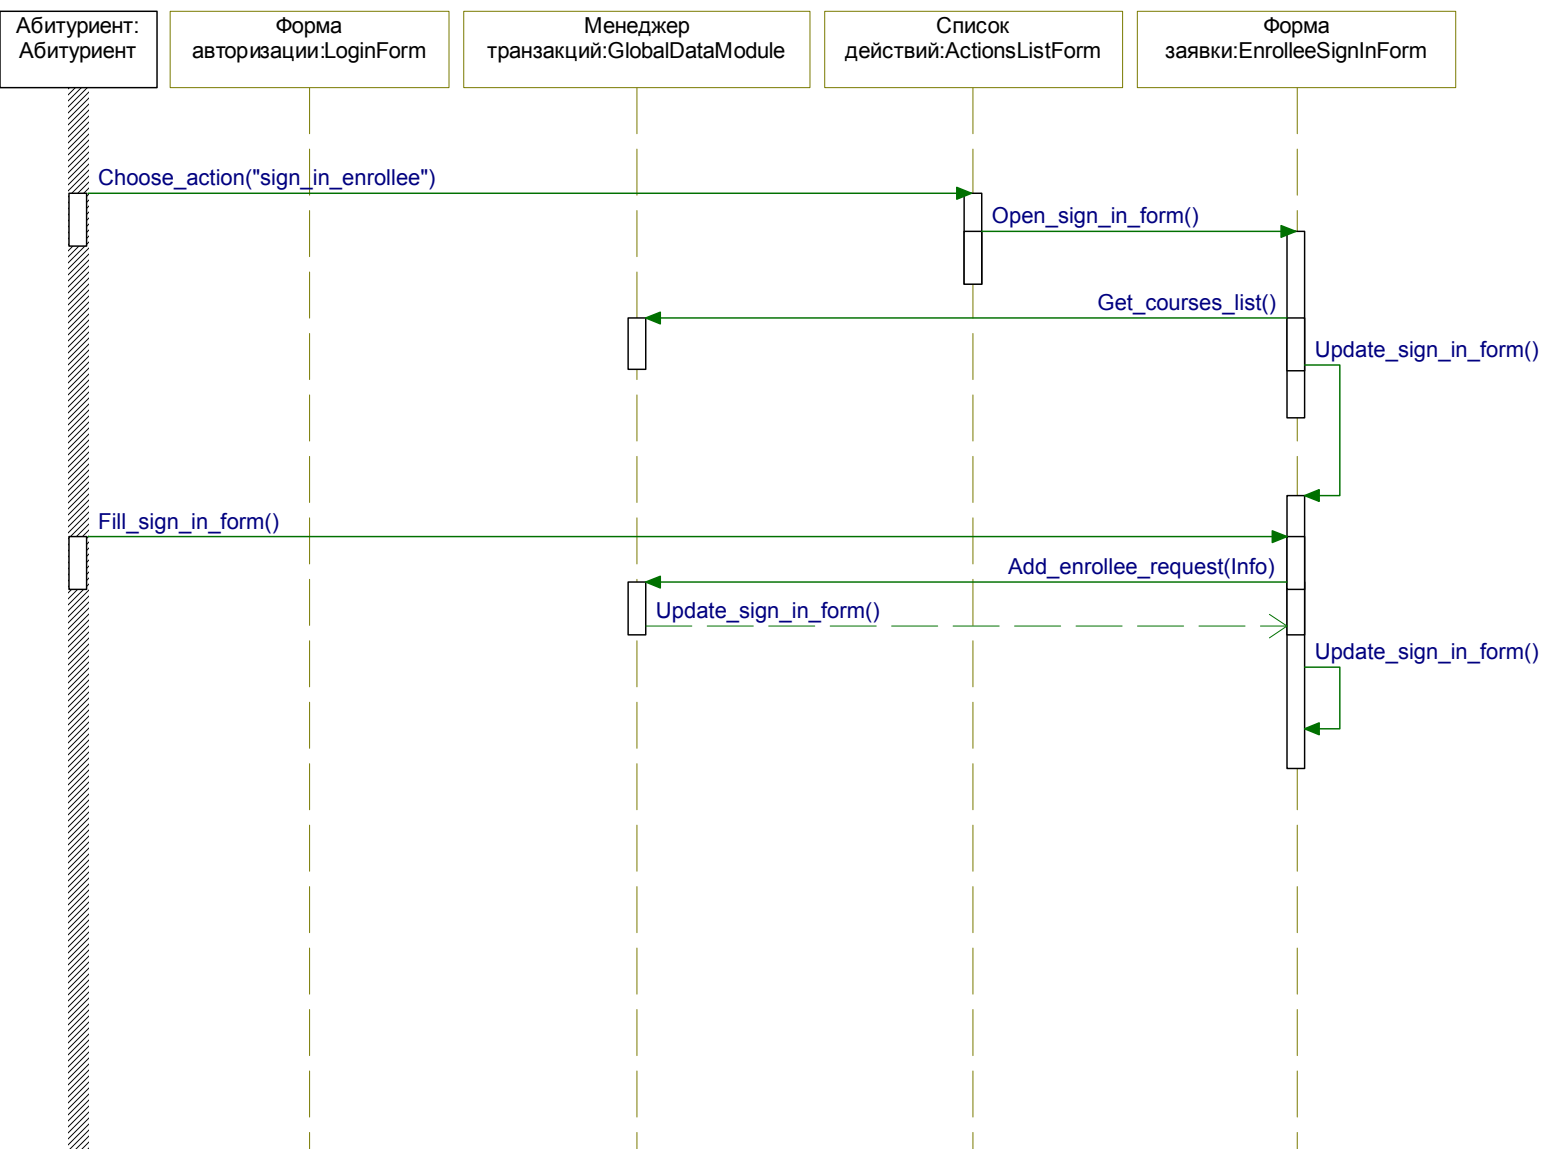 Абитуриент:
Абитуриент
Форма
авторизации:LoginForm
Менеджер
транзакций:GlobalDataModule
Список
действий:ActionsListForm
Форма
заявки:EnrolleeSignInForm
Choose_action("sign_in_enrollee")
Open_sign_in_form()
Get_courses_list()
Update_sign_in_form()
Fill_sign_in_form()
Add_enrollee_request(Info)
Update_sign_in_form()
Update_sign_in_form()